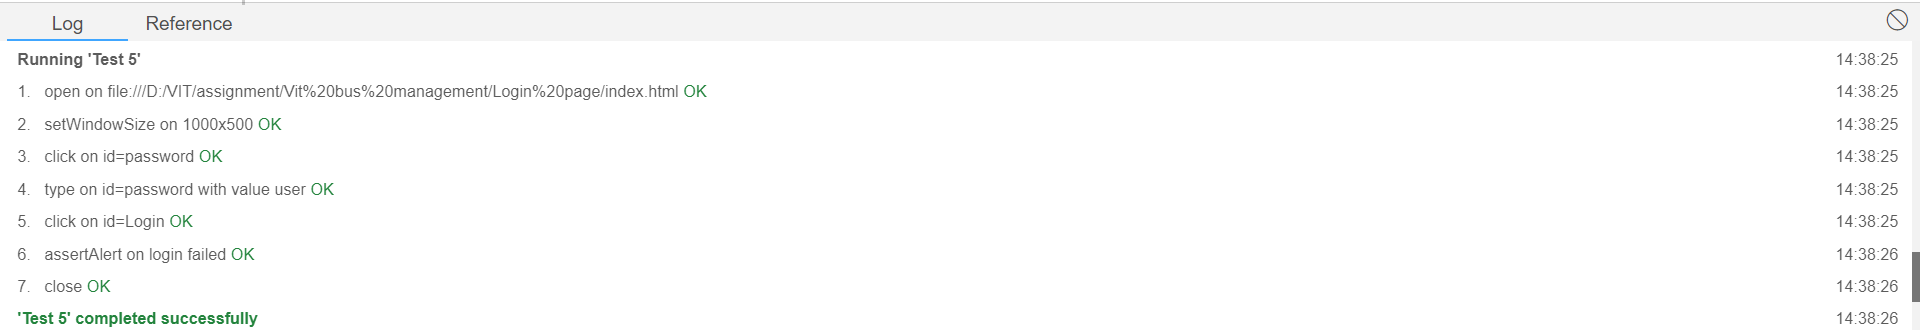 Log Reference
Running 'Test 5' 14:38:25
1. open on file:///D:/VIT/assignment/Vit%20bus%20management/Login%20page/index.html OK 14:38:25
2. setWindowSize on 1000x500 OK 14:38:25
3. click on id=password OK 14:38:25
4. type on id=password with value user OK 14:38:25
5. click on id=Login OK 14:38:25
6. assertAlert on login failed OK 14:38:26
7. close OK 14:38:26
'Test 5' completed successfully 14:38:26